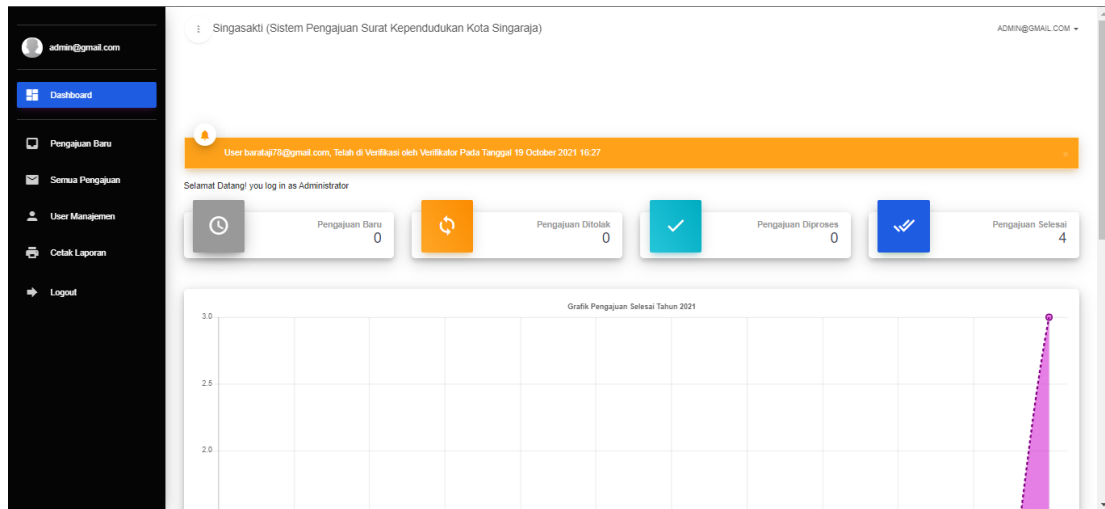 admin@gmail.com
Dashboard
Pengajuan Baru
Semua Pengajuan
User Manajemen
Cetak Laporan
Logout
Singasakti (Sistem Pengajuan Surat Kependudukan Kota Singaraja)
ADMIN@GMAIL.COM
User barataji78@gmail.com, Telah di Verifikasi oleh Verifikator Pada Tanggal 19 October 2021 16:27
Selamat Datang! you log in as Administrator
Pengajuan Baru
0
Pengajuan Ditolak
0
Pengajuan Diproses
0
Pengajuan Selesai
4
Grafik Pengajuan Selesai Tahun 2021
3.0
2.5
2.0